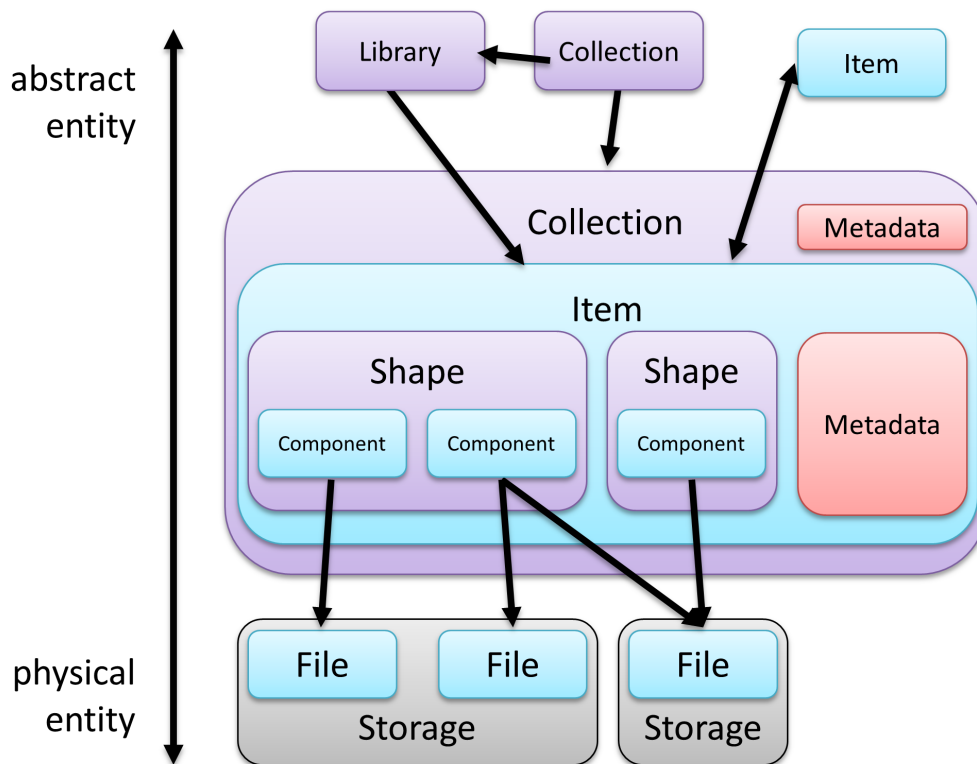 abstract
entity
Library
Collection
Item
Collection
Metadata
Item
Shape
Shape
Component
Component
Component
Metadata
physical
entity
File
File
File
Storage
Storage